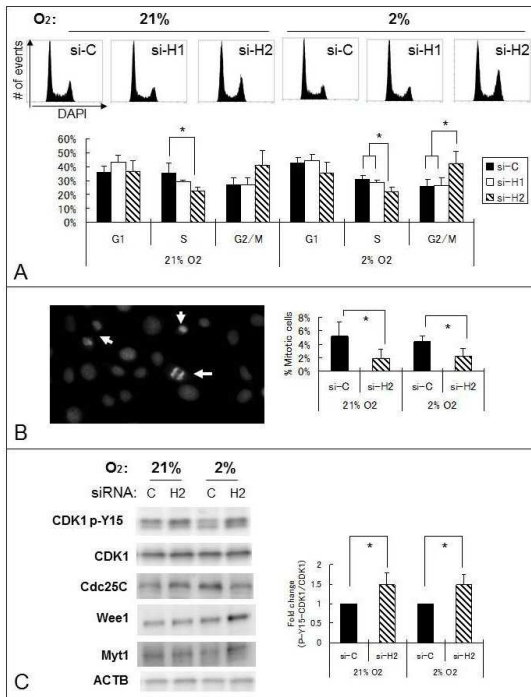 O₂: 21% 2%
si-C si-H1 si-H2 si-C si-H1 si-H2
# of events
DAPI
*
*
*
60%
50%
40%
30%
20%
10%
0%
si-C
si-H1
si-H2
G1 S G2/M G1 S G2/M
21% O2 2% O2
A
% Mitotic cells
8%
6%
4%
2%
0%
*
*
si-C si-H2 si-C si-H2
21% O2 2% O2
B
O₂: 21% 2%
siRNA: C H2 C H2
CDK1 p-Y15
CDK1
Cdc25C
Wee1
Myt1
ACTB
Fold change
(P-Y15-CDK1/CDK1)
2
1.5
1
0.5
0
*
*
si-C si-H2 si-C si-H2
21% O2 2% O2
C